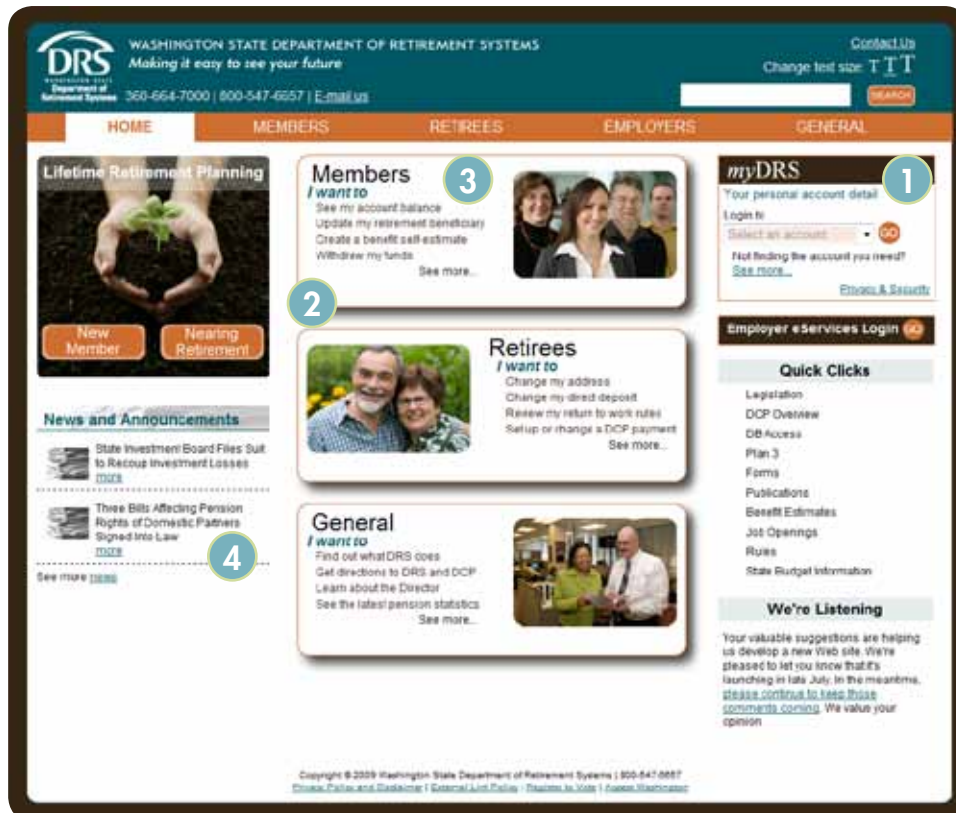 DRS
WASHINGTON STATE
Department of
Retirement Systems
WASHINGTON STATE DEPARTMENT OF RETIREMENT SYSTEMS
Making it easy to see your future
360-664-7000 | 800-547-6657 | E-mail us
Contact Us
Change text size: T T T
SEARCH
HOME MEMBERS RETIREES EMPLOYERS GENERAL
Lifetime Retirement Planning
New
Member
Nearing
Retirement
News and Announcements
State Investment Board Files Suit
to Recoup Investment Losses
more
Three Bills Affecting Pension
Rights of Domestic Partners
Signed Into Law
more
4
See more news
Members
3
I want to
See my account balance
Update my retirement beneficiary
Create a benefit self-estimate
Withdraw my funds
See more...
2
Retirees
I want to
Change my address
Change my direct deposit
Review my return to work rules
Set up or change a DCP payment
See more...
General
I want to
Find out what DRS does
Get directions to DRS and DCP
Learn about the Director
See the latest pension statistics
See more...
myDRS
1
Your personal account detail
Login to
Select an account
GO
Not finding the account you need?
See more...
Privacy & Security
Employer eServices Login GO
Quick Clicks
Legislation
DCP Overview
DB Access
Plan 3
Forms
Publications
Benefit Estimates
Job Openings
Rules
State Budget Information
We're Listening
Your valuable suggestions are helping
us develop a new Web site. We're
pleased to let you know that it's
launching in late July. In the meantime,
please continue to keep those
comments coming. We value your
opinion
Copyright © 2009 Washington State Department of Retirement Systems | 800-547-6657
Privacy Policy and Disclaimer | External Link Policy | Register to Vote | Access Washington